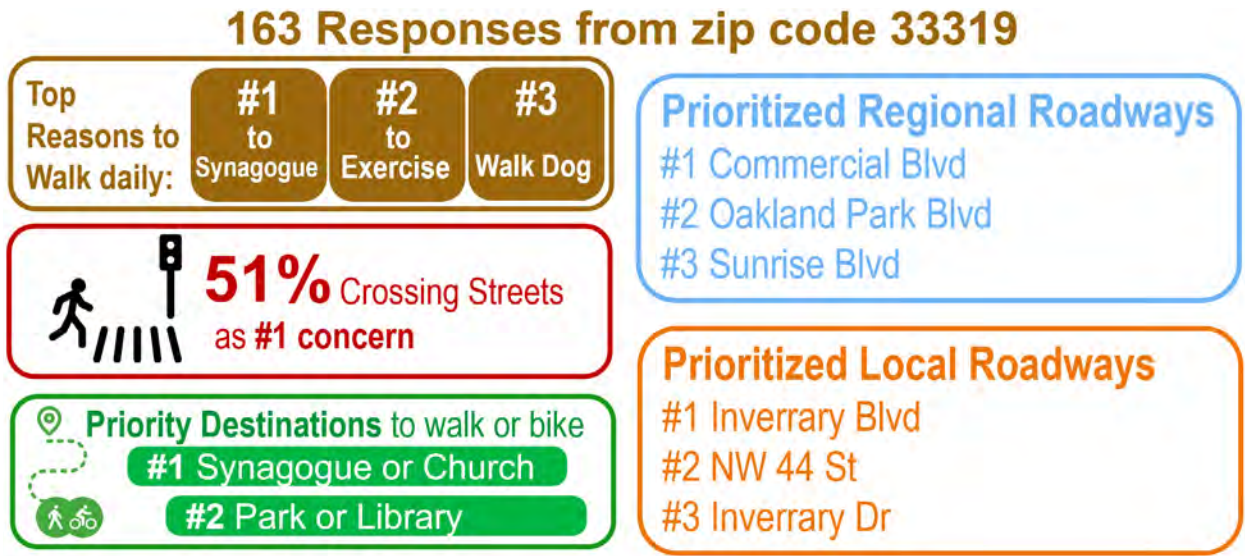 163 Responses from zip code 33319
Top
Reasons to
Walk daily:
#1
to
Synagogue
#2
to
Exercise
#3
Walk Dog
51% Crossing Streets
as #1 concern
Priority Destinations to walk or bike
#1 Synagogue or Church
#2 Park or Library
Prioritized Regional Roadways
#1 Commercial Blvd
#2 Oakland Park Blvd
#3 Sunrise Blvd
Prioritized Local Roadways
#1 Inverrary Blvd
#2 NW 44 St
#3 Inverrary Dr